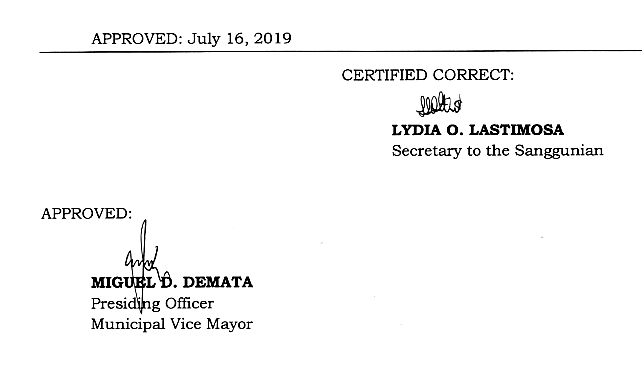 APPROVED: July 16, 2019
CERTIFIED CORRECT:
LYDIA O. LASTIMOSA
Secretary to the Sanggunian
APPROVED:
MIGUEL D. DEMATA
Presiding Officer
Municipal Vice Mayor